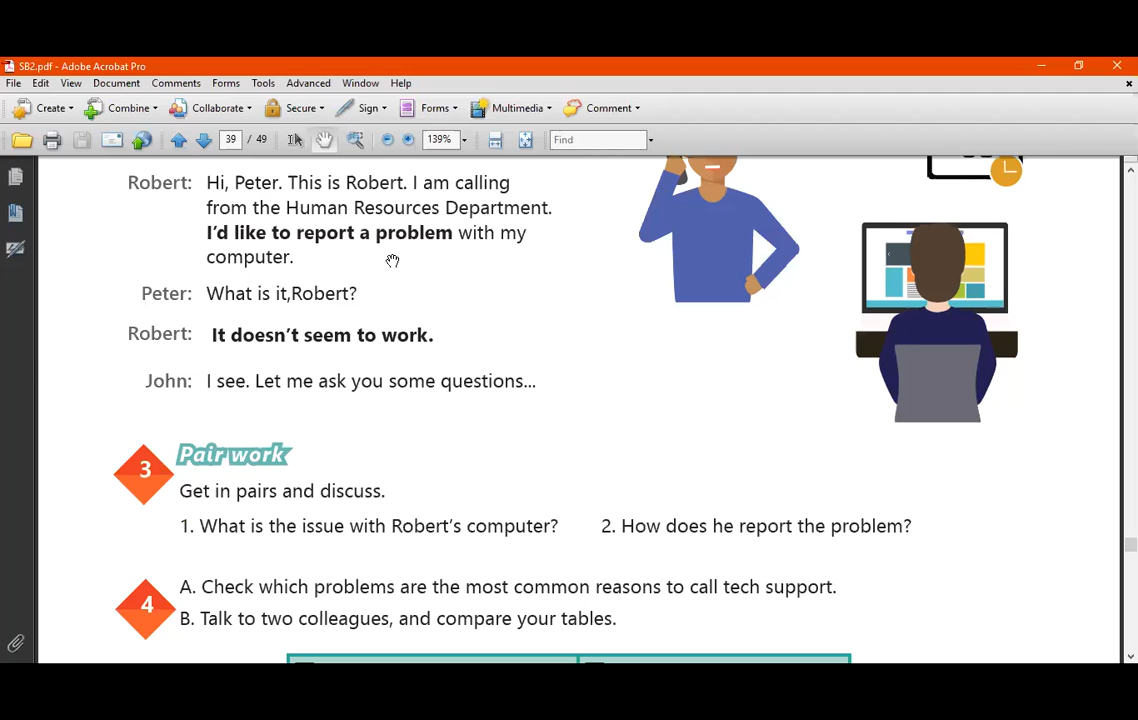 SB2.pdf - Adobe Acrobat Pro
File Edit View Document Comments Forms Tools Advanced Window Help
Create Combine Collaborate Secure Sign Forms Multimedia Comment
39 / 49 139% Find
Robert: Hi, Peter. This is Robert. I am calling
from the Human Resources Department.
I'd like to report a problem with my
computer.
Peter: What is it,Robert?
Robert: It doesn't seem to work.
John: I see. Let me ask you some questions...
3 Pair work
Get in pairs and discuss.
1. What is the issue with Robert's computer? 2. How does he report the problem?
4 A. Check which problems are the most common reasons to call tech support.
B. Talk to two colleagues, and compare your tables.